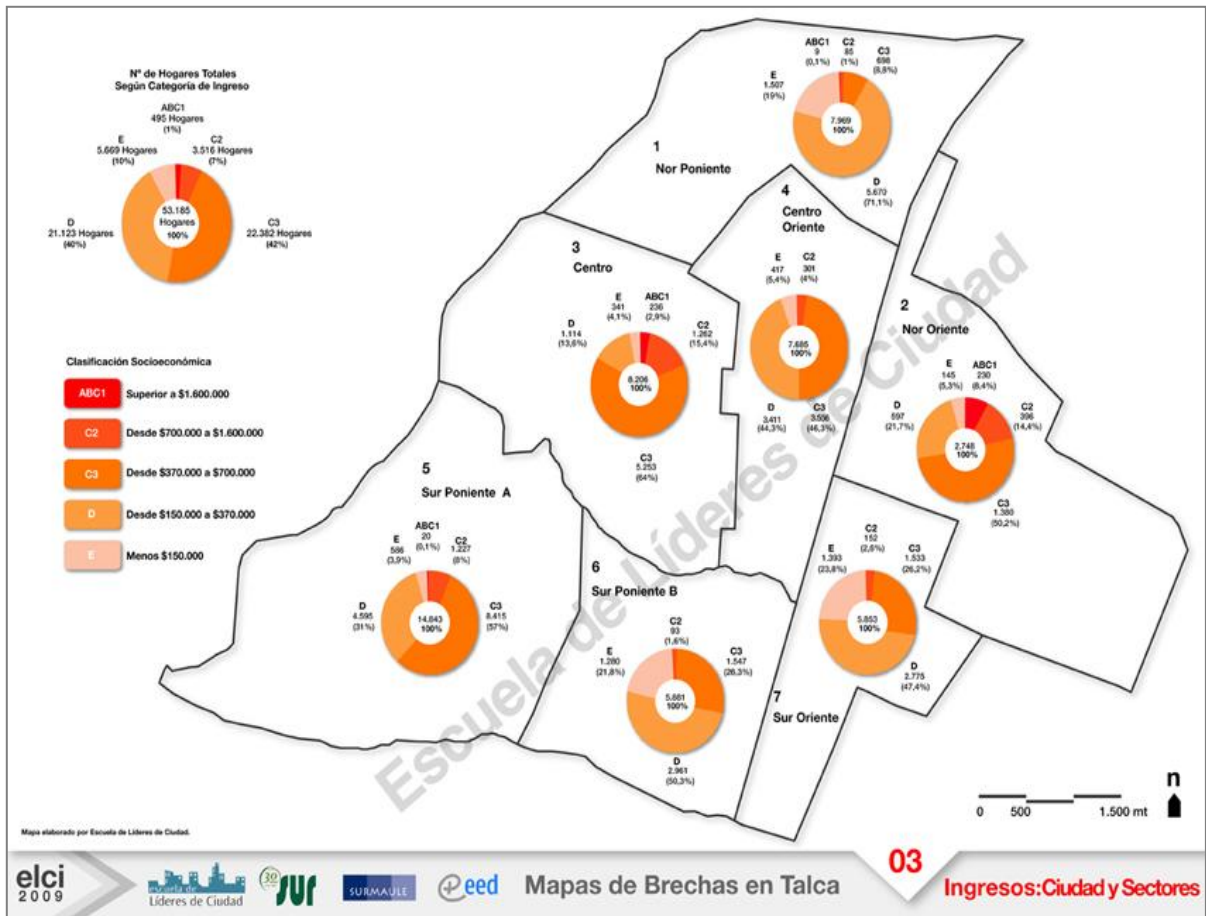 Nº de Hogares Totales
Según Categoría de Ingreso
ABC1
495 Hogares
(1%)
E
5.669 Hogares
(10%)
C2
3.516 Hogares
(7%)
53.185
Hogares
100%
D
21.123 Hogares
(40%)
C3
22.382 Hogares
(42%)
Clasificación Socioeconómica
ABC1 Superior a $1.600.000
C2 Desde $700.000 a $1.600.000
C3 Desde $370.000 a $700.000
D Desde $150.000 a $370.000
E Menos $150.000
1
Nor Poniente
ABC1
9
(0,1%)
C2
85
(1%)
C3
698
(8,8%)
E
1.507
(19%)
7.969
100%
D
5.670
(71,1%)
4
Centro
Oriente
E
417
(5,4%)
C2
301
(4%)
7.685
100%
D
3.411
(44,3%)
C3
3.556
(46,3%)
3
Centro
E
341
(4,1%)
ABC1
236
(2,9%)
D
1.114
(13,6%)
C2
1.262
(15,4%)
8.206
100%
C3
5.253
(64%)
2
Nor Oriente
E
145
(5,3%)
ABC1
230
(8,4%)
D
597
(21,7%)
C2
396
(14,4%)
2.748
100%
C3
1.380
(50,2%)
5
Sur Poniente A
ABC1
20
(0,1%)
E
586
(3,9%)
C2
1.227
(8%)
D
4.595
(31%)
14.843
100%
C3
8.415
(57%)
6
Sur Poniente B
C2
93
(1,6%)
E
1.280
(21,8%)
C3
1.547
(26,3%)
5.881
100%
D
2.961
(50,3%)
7
Sur Oriente
C2
152
(2,6%)
E
1.393
(23,8%)
C3
1.533
(26,2%)
5.853
100%
D
2.775
(47,4%)
Escuela de Líderes de Ciudad
n
0 500 1.500 mt
Mapa elaborado por Escuela de Líderes de Ciudad.
elci
2009
escuela de
Líderes de Ciudad
30
SUR
SURMAULE
eed
Mapas de Brechas en Talca
03
Ingresos:Ciudad y Sectores